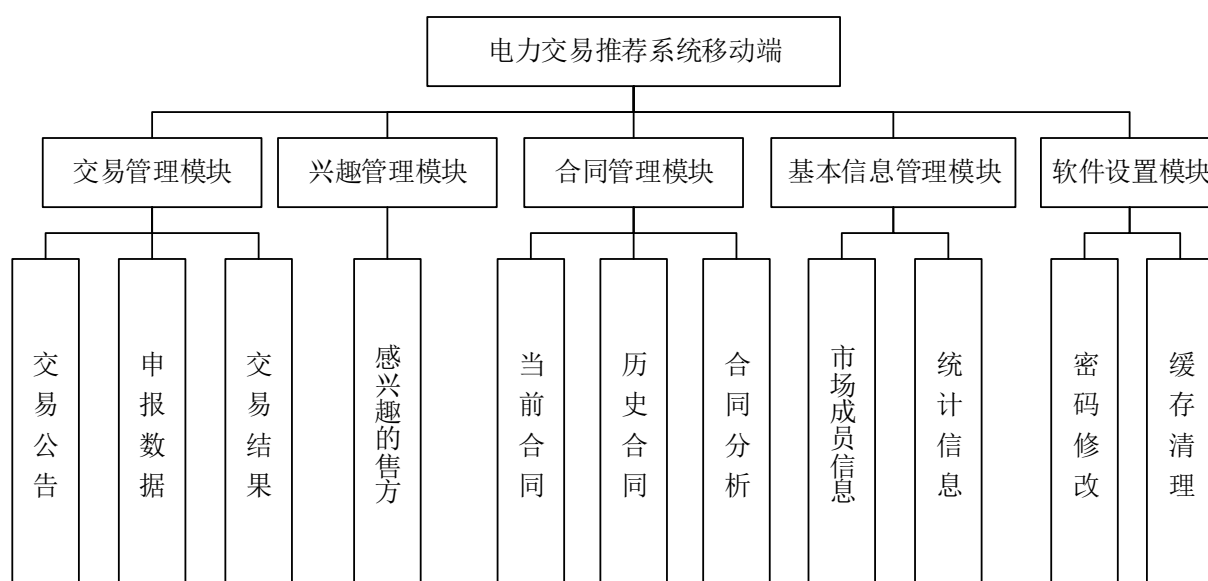 电力交易推荐系统移动端
交易管理模块
兴趣管理模块
合同管理模块
基本信息管理模块
软件设置模块
交易公告
申报数据
交易结果
感兴趣的售方
当前合同
历史合同
合同分析
市场成员信息
统计信息
密码修改
缓存清理